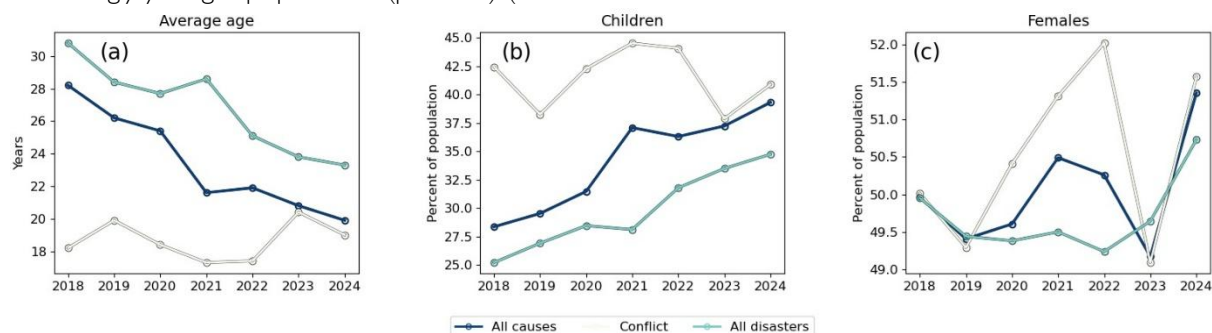 Average age
Children
Females
(a)
(b)
(c)
Years
30
28
26
24
22
20
18
2018 2019 2020 2021 2022 2023 2024
Percent of population
45.0
42.5
40.0
37.5
35.0
32.5
30.0
27.5
25.0
2018 2019 2020 2021 2022 2023 2024
Percent of population
52.0
51.5
51.0
50.5
50.0
49.5
49.0
2018 2019 2020 2021 2022 2023 2024
All causes Conflict All disasters